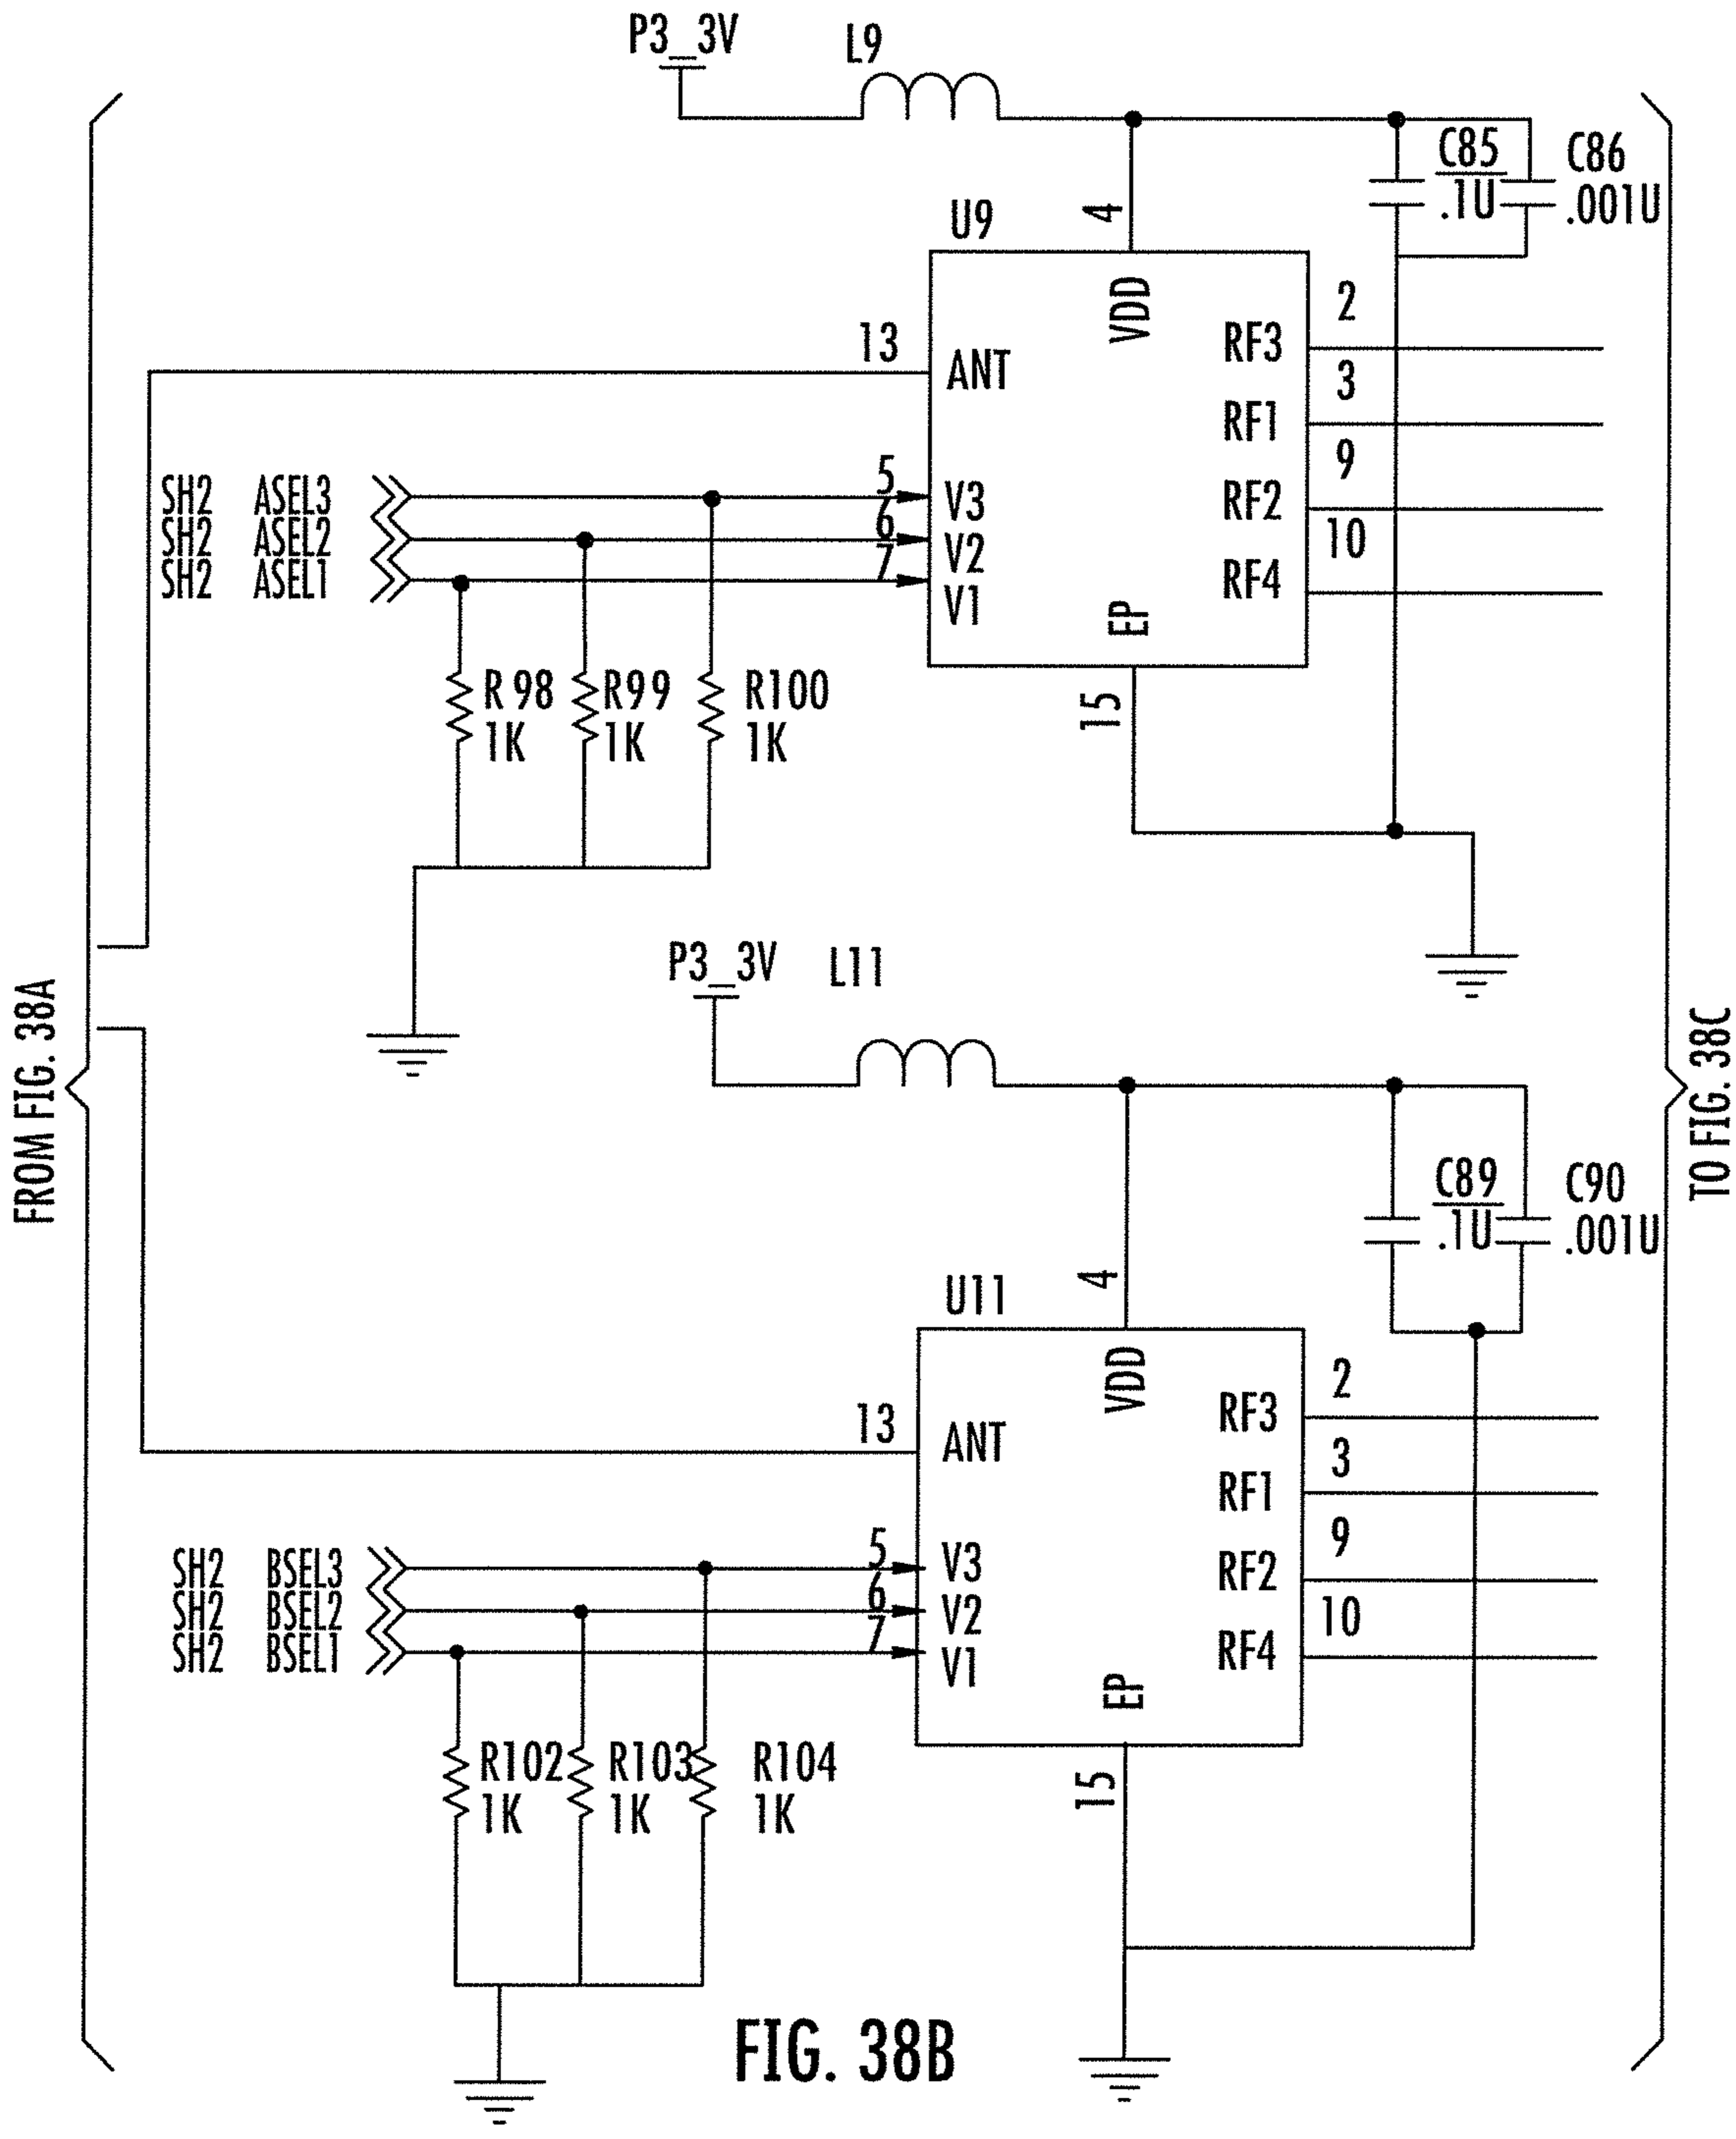 P3_3V
L9
C85
.1U
C86
.001U
U9
4
VDD
13
ANT
RF3
2
RF1
3
RF2
9
RF4
10
SH2 ASEL3
SH2 ASEL2
SH2 ASEL1
5
6
7
V3
V2
V1
EP
15
R98
1K
R99
1K
R100
1K
FROM FIG. 38A
TO FIG. 38C
P3_3V
L11
C89
.1U
C90
.001U
U11
4
VDD
13
ANT
RF3
2
RF1
3
RF2
9
RF4
10
SH2 BSEL3
SH2 BSEL2
SH2 BSEL1
5
6
7
V3
V2
V1
EP
15
R102
1K
R103
1K
R104
1K
FIG. 38B